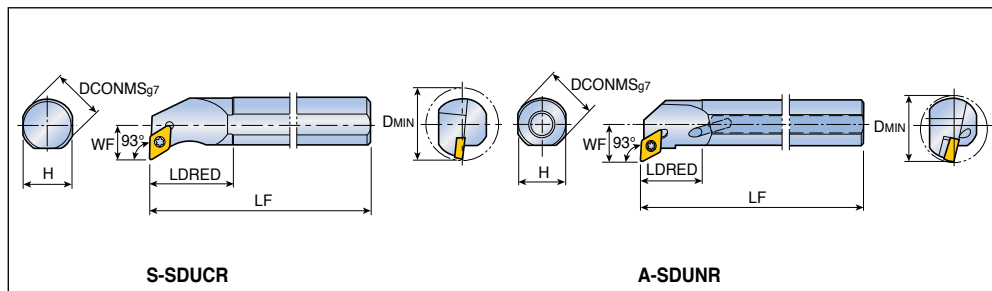 DCONMSg7
H
WF
93°
LDRED
LF
DMIN
S-SDUCR
DCONMSg7
H
WF
93°
LDRED
LF
DMIN
A-SDUNR